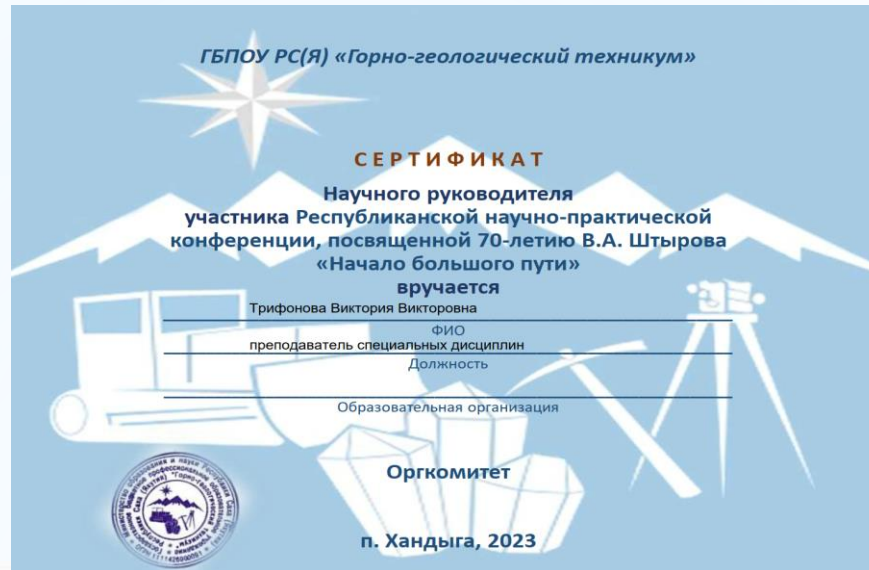 ГБПОУ РС(Я) «Горно-геологический техникум»
СЕРТИФИКАТ
Научного руководителя
участника Республиканской научно-практической
конференции, посвященной 70-летию В.А. Штырова
«Начало большого пути»
вручается
Трифонова Виктория Викторовна
ФИО
преподаватель специальных дисциплин
Должность
Образовательная организация
Оргкомитет
п. Хандыга, 2023